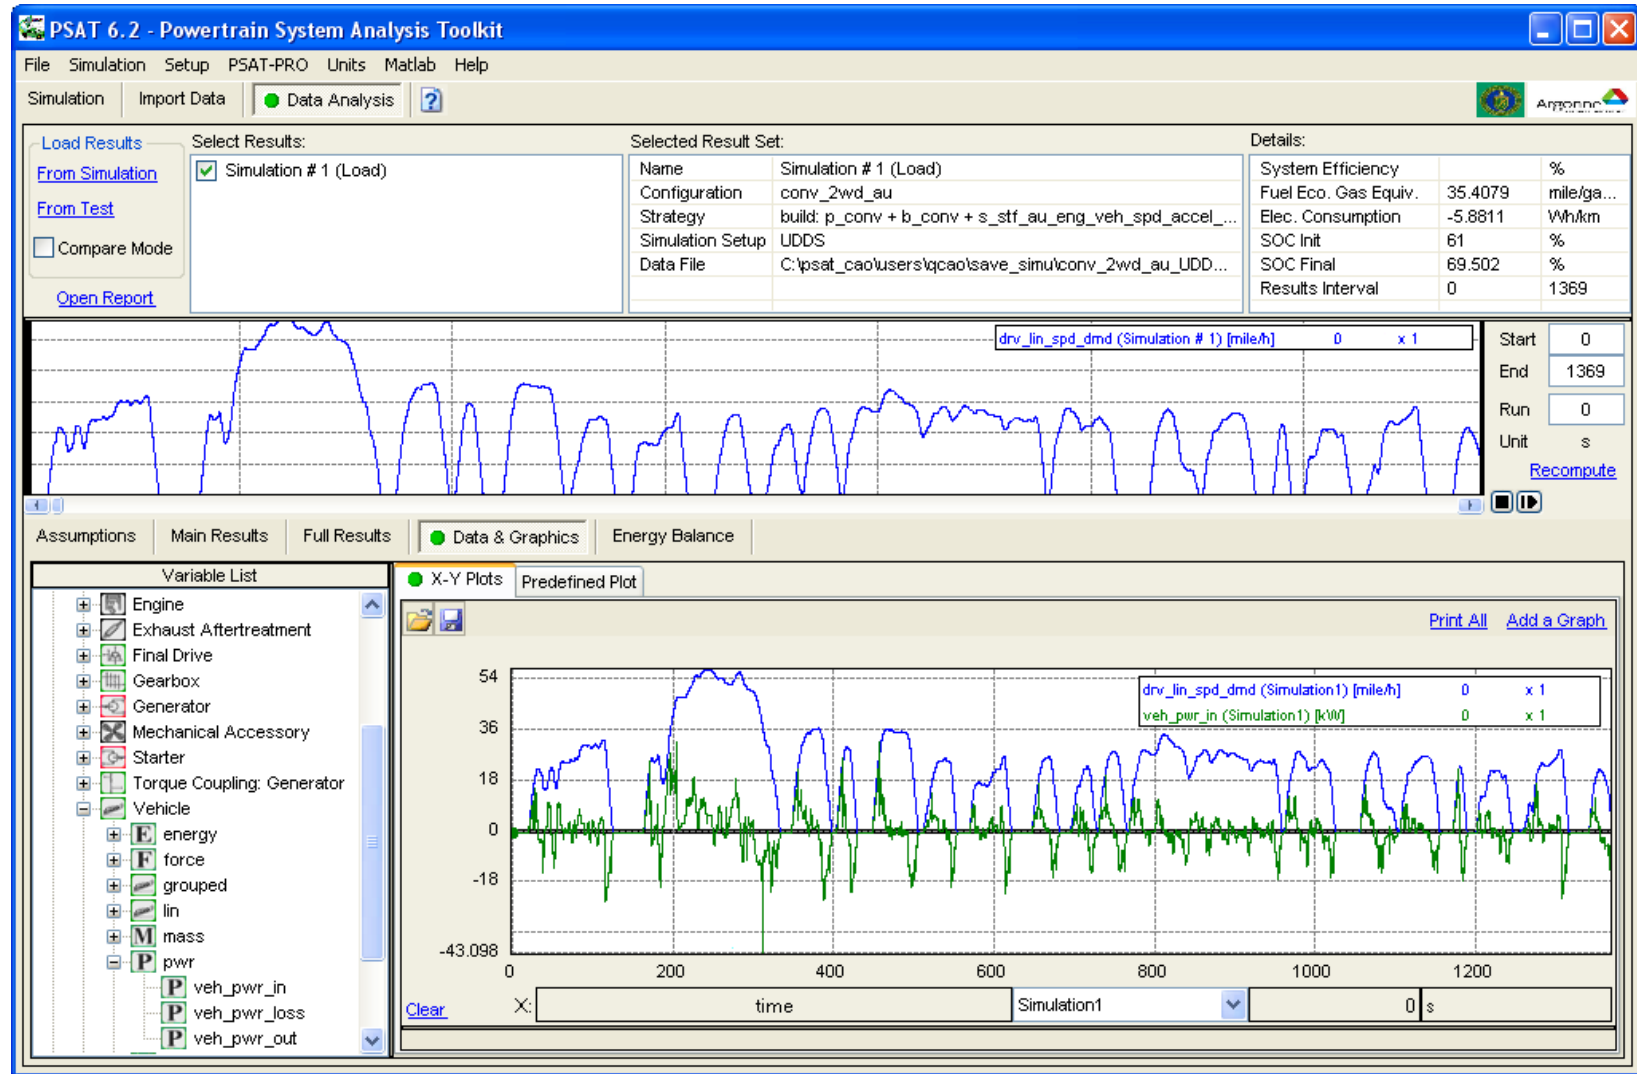 PSAT 6.2 - Powertrain System Analysis Toolkit
File Simulation Setup PSAT-PRO Units Matlab Help
Simulation Import Data Data Analysis ?
Argonne
Load Results
From Simulation
From Test
Compare Mode
Open Report
Select Results:
Simulation # 1 (Load)
Selected Result Set:
Name Simulation # 1 (Load)
Configuration conv_2wd_au
Strategy build: p_conv + b_conv + s_stf_au_eng_veh_spd_accel_...
Simulation Setup UDDS
Data File C:\psat_cao\users\qcao\save_simu\conv_2wd_au_UDD...
Details:
System Efficiency %
Fuel Eco. Gas Equiv. 35.4079 mile/ga...
Elec. Consumption -5.8811 Wh/km
SOC Init 61 %
SOC Final 69.502 %
Results Interval 0 1369
drv_lin_spd_dmd (Simulation # 1) [mile/h] 0 x 1
Start 0
End 1369
Run 0
Unit s
Recompute
Assumptions Main Results Full Results Data & Graphics Energy Balance
Variable List
Engine
Exhaust Aftertreatment
Final Drive
Gearbox
Generator
Mechanical Accessory
Starter
Torque Coupling: Generator
Vehicle
E energy
F force
grouped
lin
M mass
P pwr
P veh_pwr_in
P veh_pwr_loss
P veh_pwr_out
X-Y Plots Predefined Plot
Print All Add a Graph
drv_lin_spd_dmd (Simulation1) [mile/h] 0 x 1
veh_pwr_in (Simulation1) [kW] 0 x 1
54
36
18
0
-18
-43.098
0 200 400 600 800 1000 1200
Clear X: time Simulation1 0 s